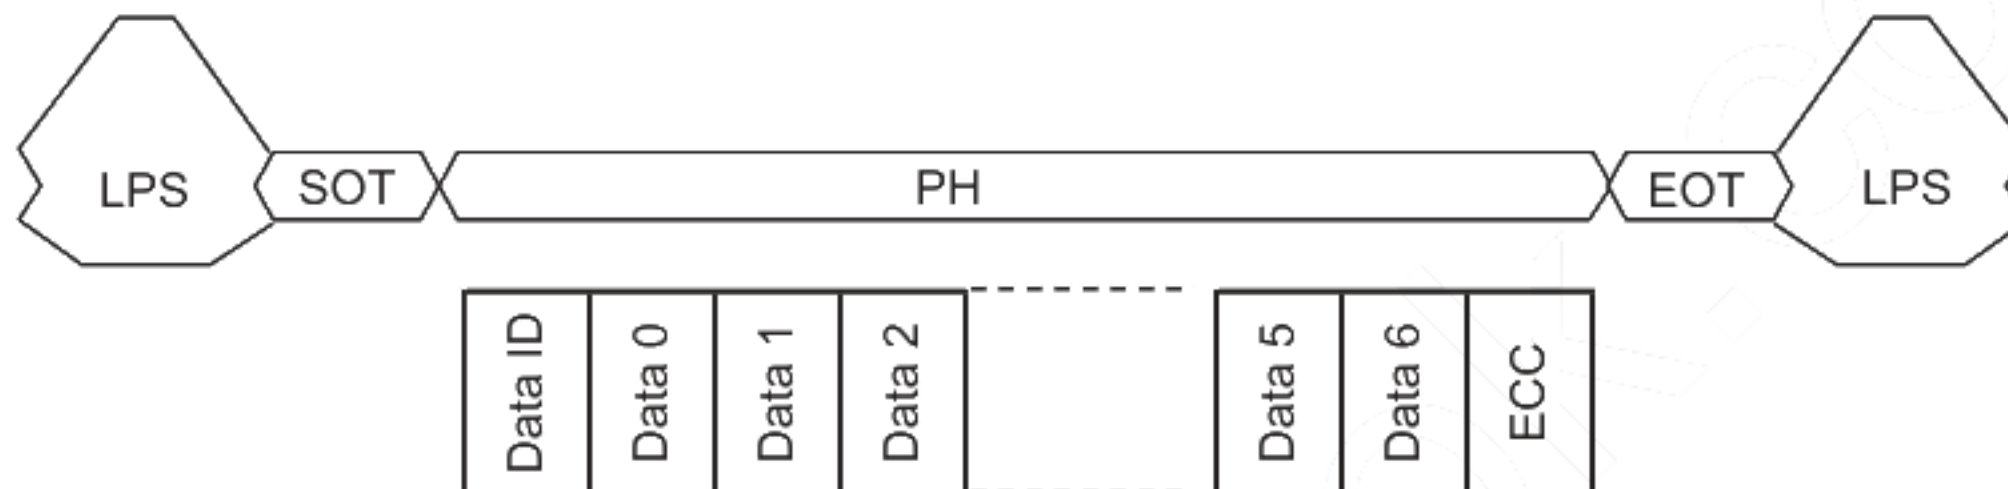 LPS SOT PH EOT LPS
Data ID
Data 0
Data 1
Data 2
Data 5
Data 6
ECC